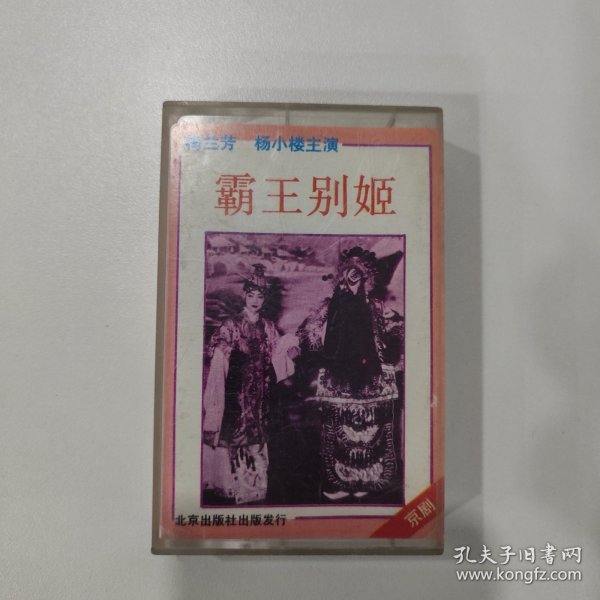 梅兰芳 杨小楼主演
霸王别姬
北京出版社出版发行
京剧
孔夫子旧书网
www.kongfz.com